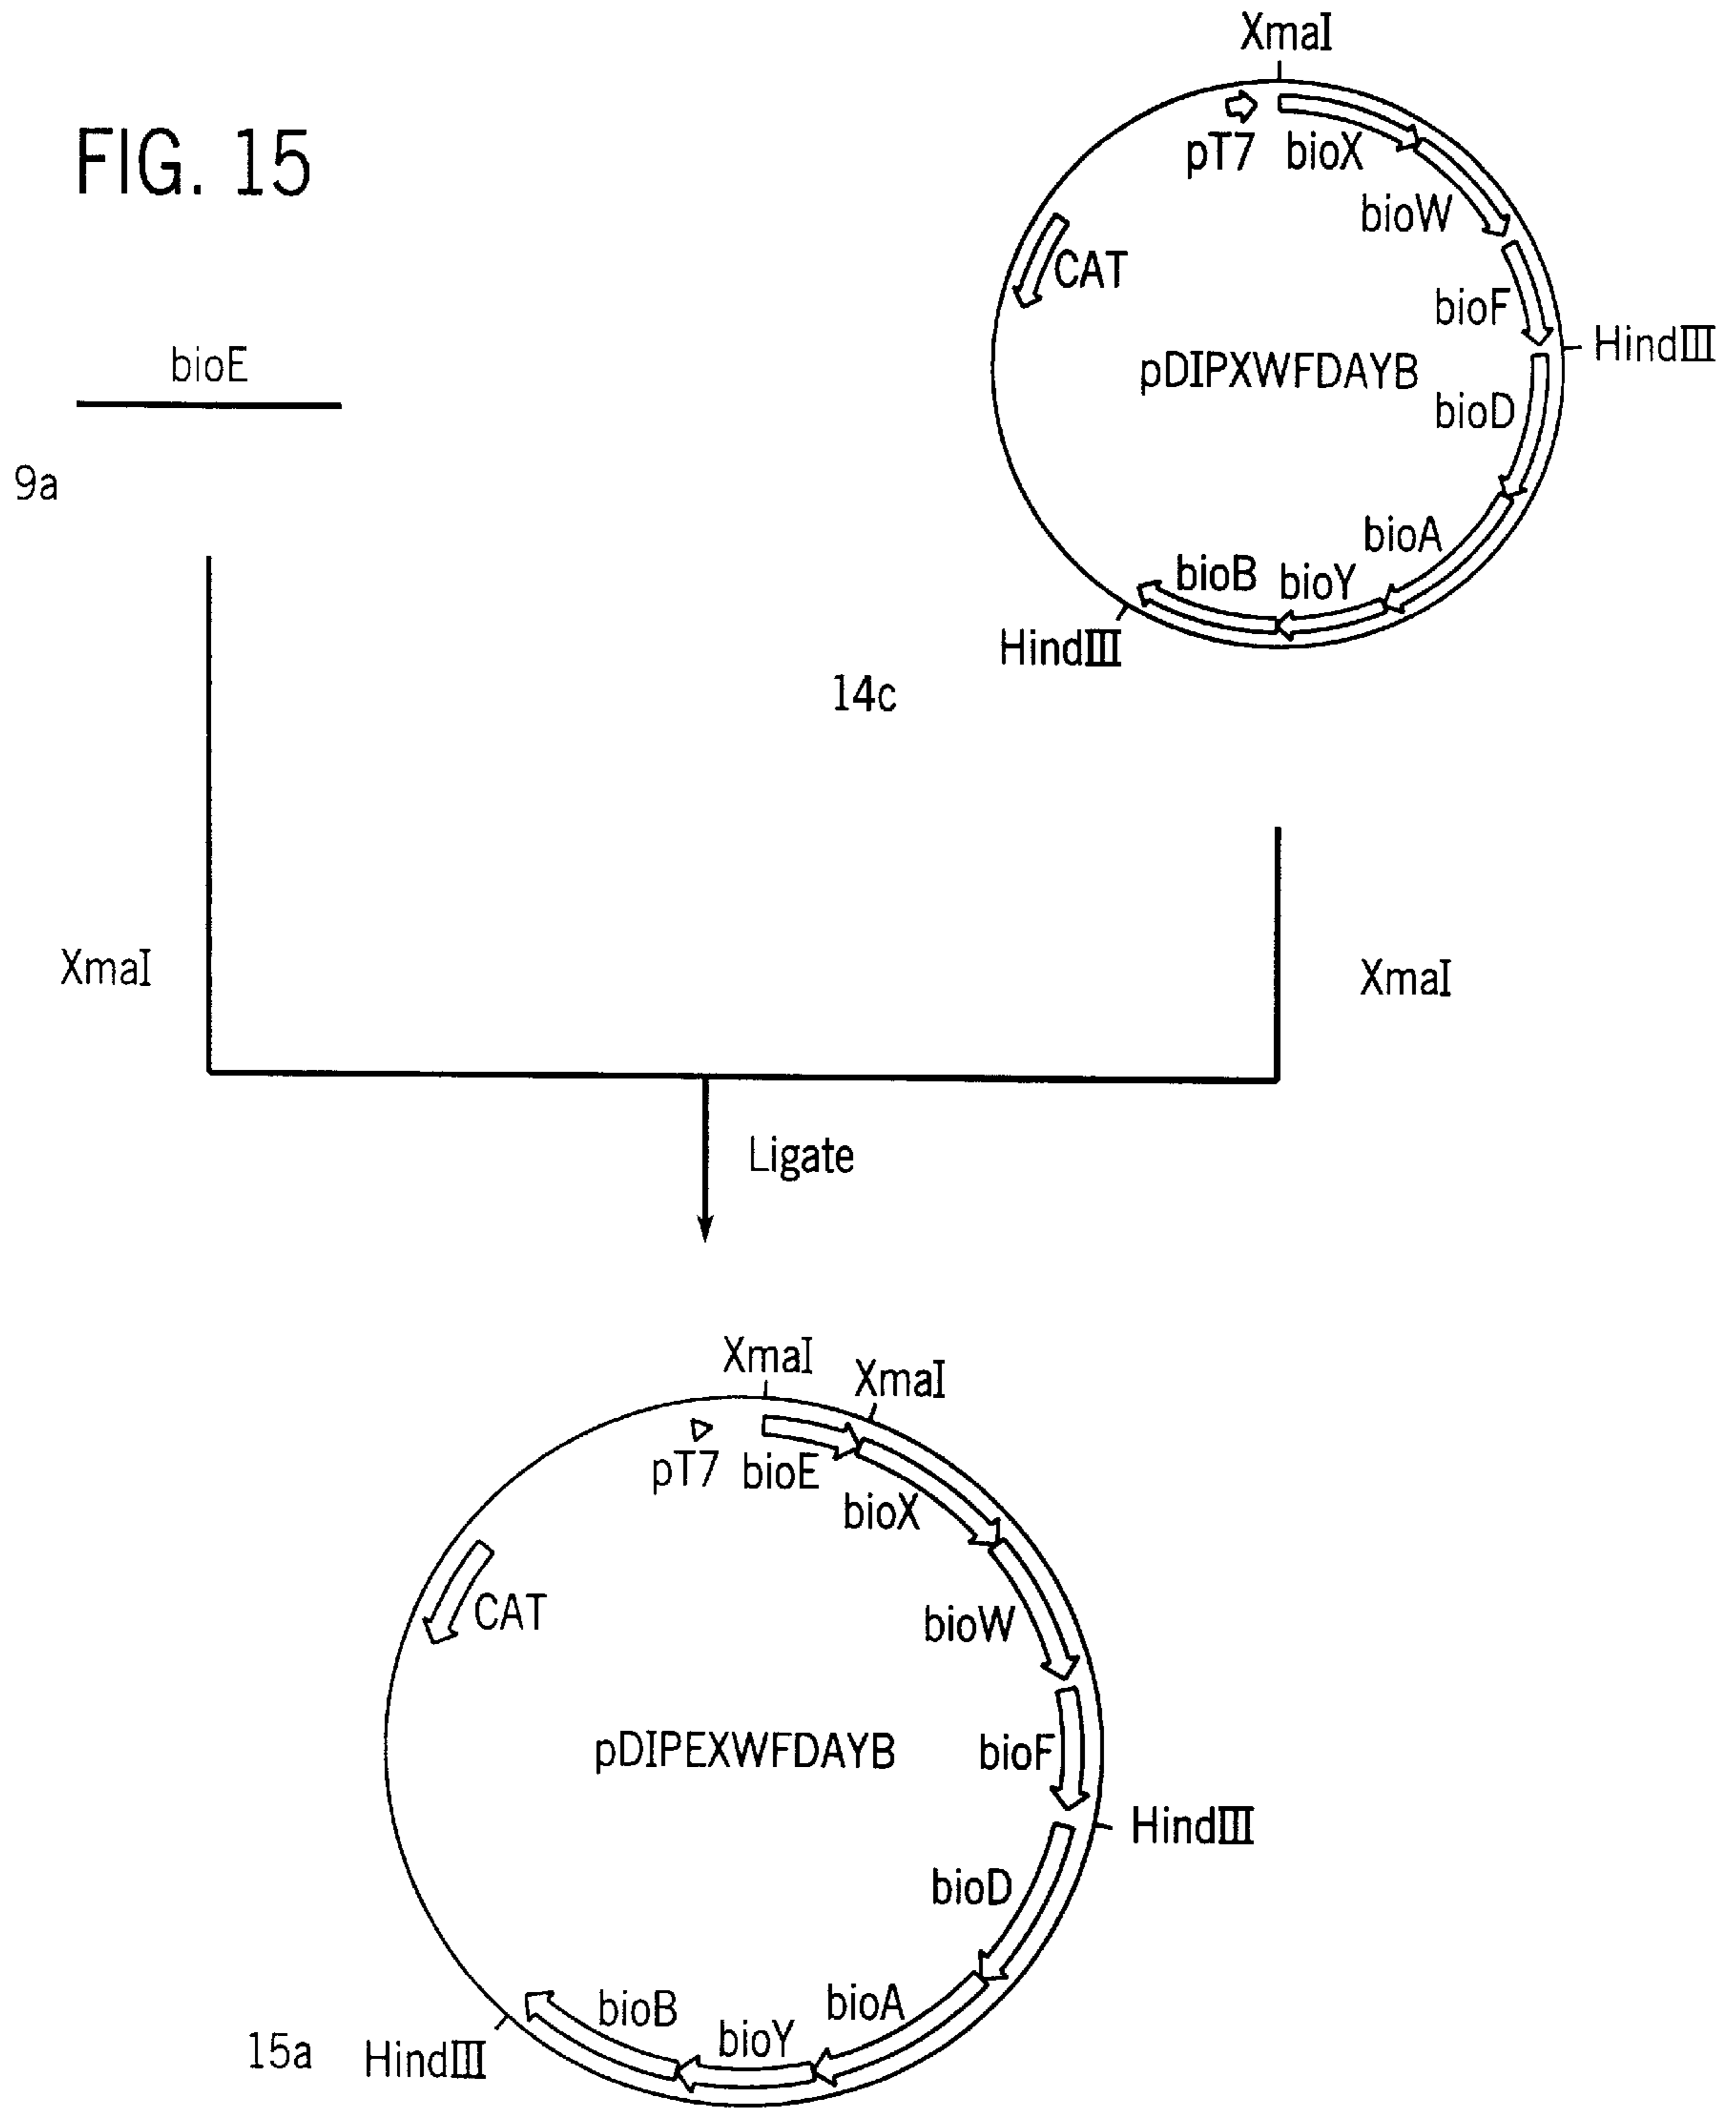 XmaI
FIG. 15
pT7 bioX
bioW
CAT
bioF
HindIII
bioE
pDIPXWFDAYB
bioD
9a
bioA
bioB bioY
HindIII
14c
XmaI
XmaI
Ligate
XmaI
XmaI
pT7 bioE
bioX
CAT
bioW
pDIPEXWFDAYB
bioF
HindIII
bioD
bioA
bioB
bioY
15a HindIII